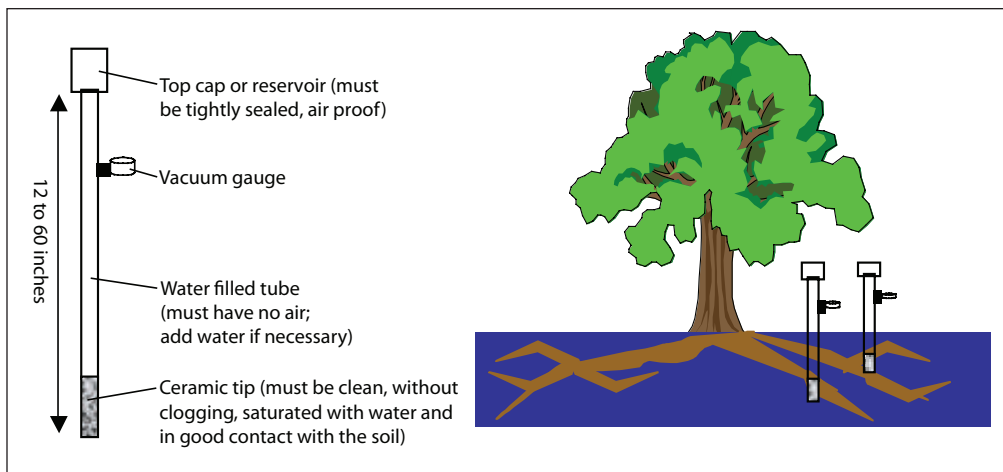 Top cap or reservoir (must
be tightly sealed, air proof)
Vacuum gauge
12 to 60 inches
Water filled tube
(must have no air;
add water if necessary)
Ceramic tip (must be clean, without
clogging, saturated with water and
in good contact with the soil)